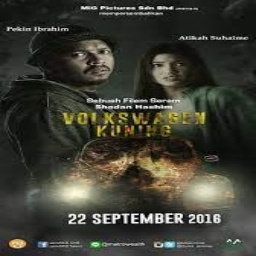 MIG Pictures Sdn Bhd
mempersembahkan
Pekin Ibrahim
Atikah Suhaime
Sebuah Filem Seram
Shadan Hashim
VOLKSWAGEN
KUNING
22 SEPTEMBER 2016